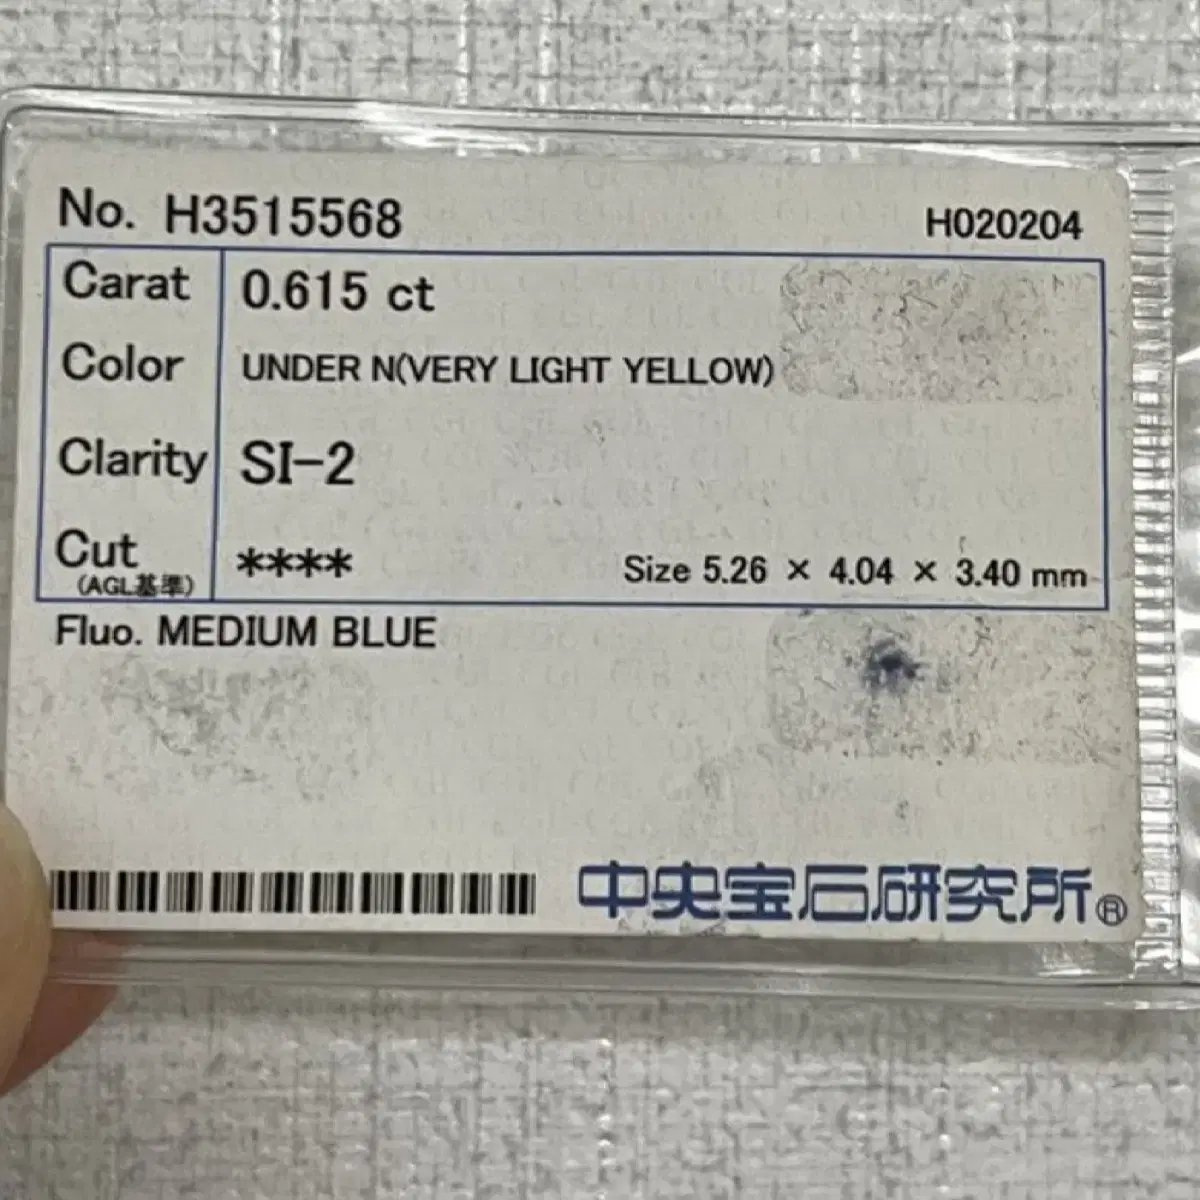 No. H3515568 H020204
Carat 0.615 ct
Color UNDER N(VERY LIGHT YELLOW)
Clarity SI-2
Cut **** Size 5.26 × 4.04 × 3.40 mm
(AGL基準)
Fluo. MEDIUM BLUE
中央宝石研究所®